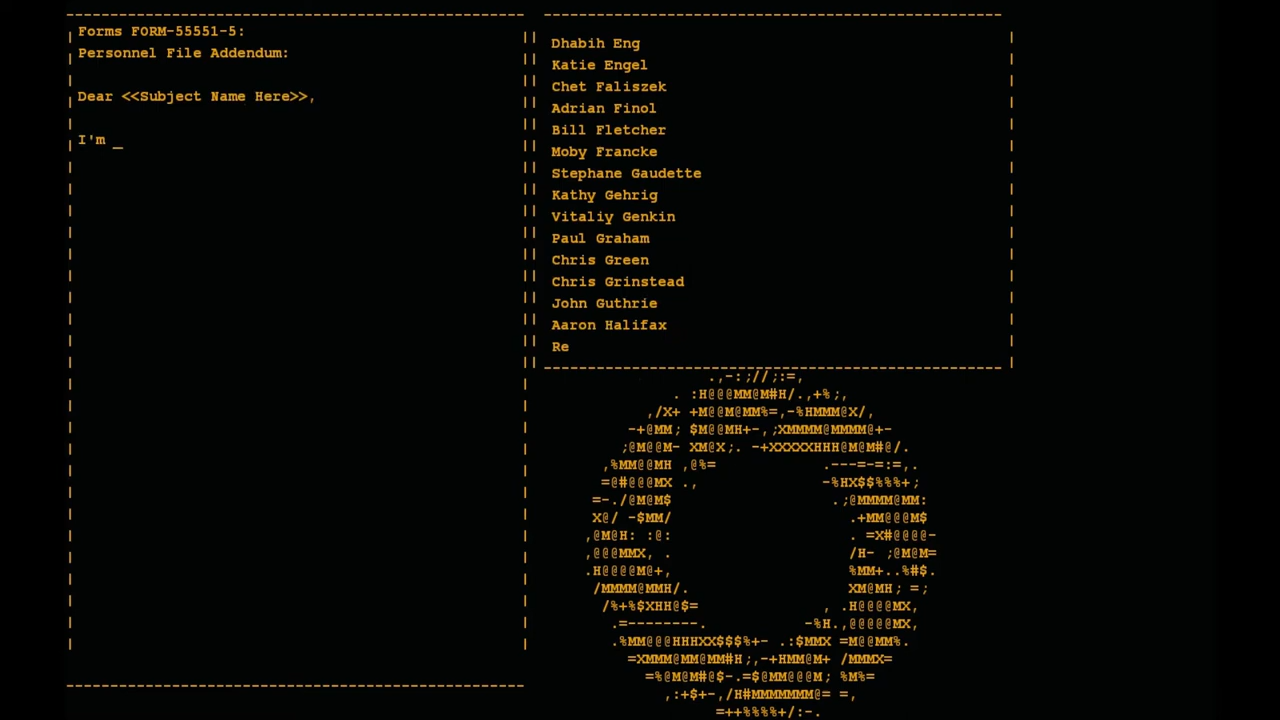 Forms FORM-55551-5:
Personnel File Addendum:
Dear <<Subject Name Here>>,
I'm _
Dhabih Eng
Katie Engel
Chet Faliszek
Adrian Finol
Bill Fletcher
Moby Francke
Stephane Gaudette
Kathy Gehrig
Vitaliy Genkin
Paul Graham
Chris Green
Chris Grinstead
John Guthrie
Aaron Halifax
Re